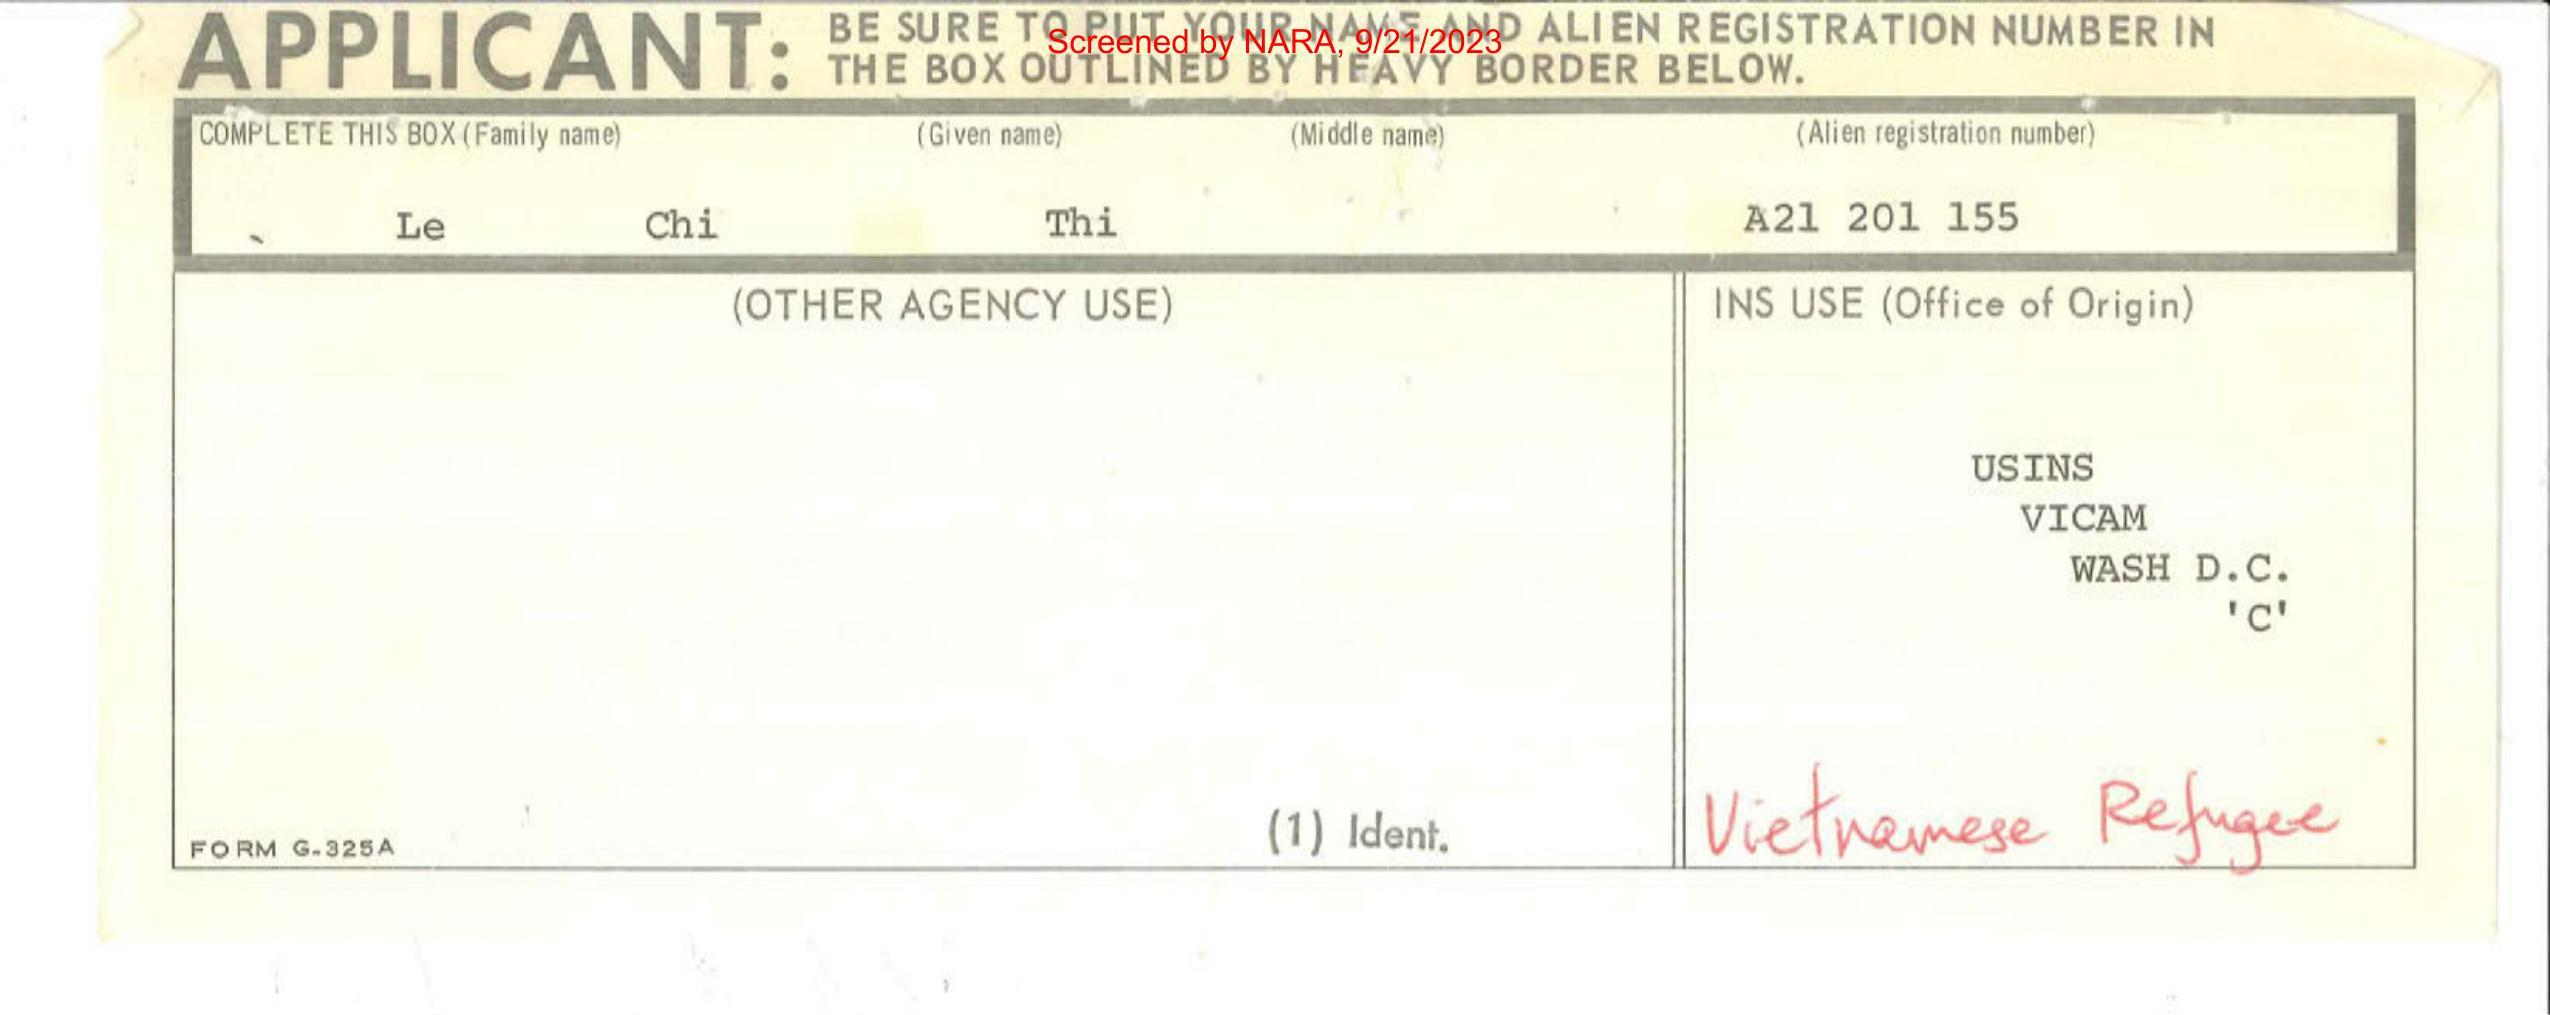 APPLICANT: BE SURE TO PUT YOUR NAME AND ALIEN REGISTRATION NUMBER IN
THE BOX OUTLINED BY HEAVY BORDER BELOW.
Screened by NARA, 9/21/2023
COMPLETE THIS BOX (Family name) (Given name) (Middle name) (Alien registration number)
Le Chi Thi A21 201 155
(OTHER AGENCY USE) INS USE (Office of Origin)
USINS
VICAM
WASH D.C.
'C'
Vietnamese Refugee
(1) Ident.
FORM G-325A